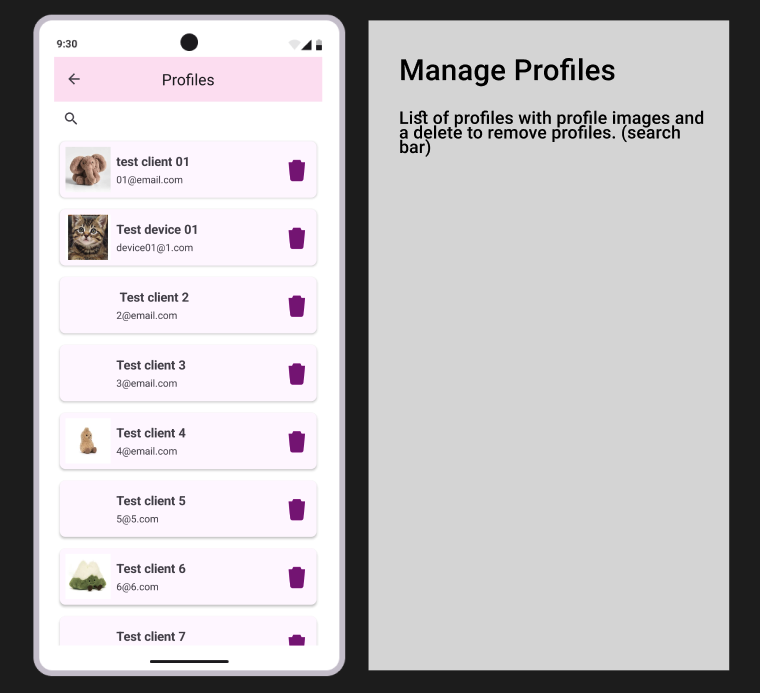 9:30
Profiles
test client 01
01@email.com
Test device 01
device01@1.com
Test client 2
2@email.com
Test client 3
3@email.com
Test client 4
4@email.com
Test client 5
5@5.com
Test client 6
6@6.com
Test client 7
Manage Profiles
List of profiles with profile images and
a delete to remove profiles. (search
bar)